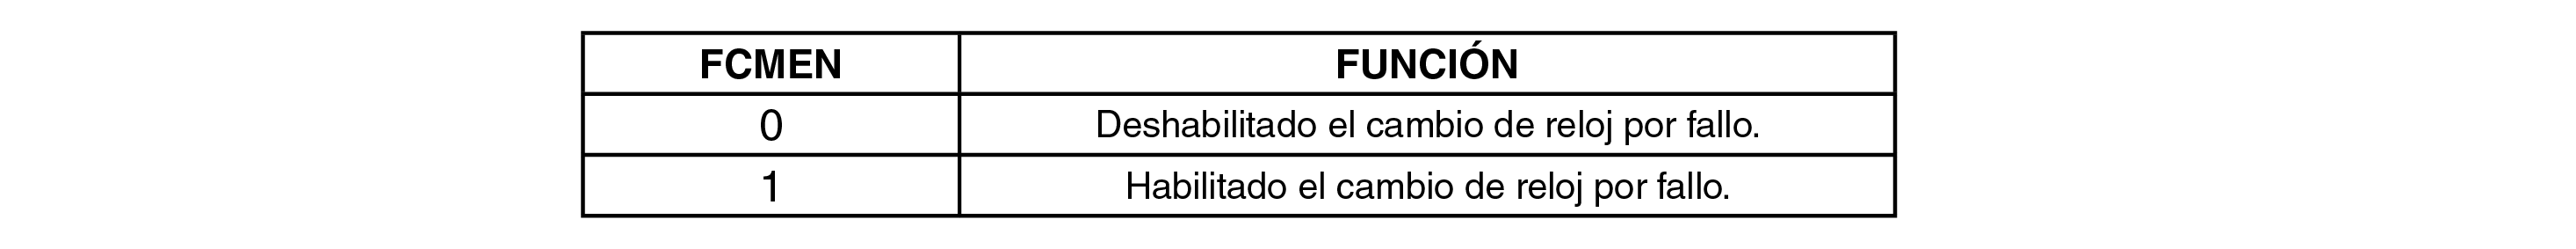 FCMEN FUNCIÓN
0 Deshabilitado el cambio de reloj por fallo.
1 Habilitado el cambio de reloj por fallo.